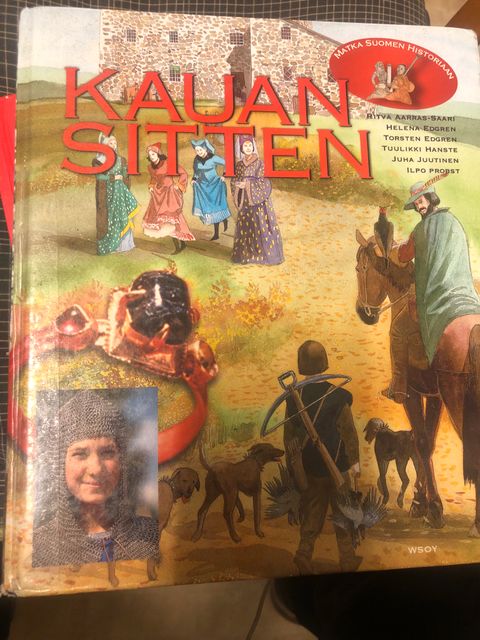 MATKA SUOMEN HISTORIAAN
KAUAN
SITTEN
RITVA AARRAS-SAARI
HELENA EDGREN
TORSTEN EDGREN
TUULIKKI HANSTE
JUHA JUUTINEN
ILPO PROBST
WSOY